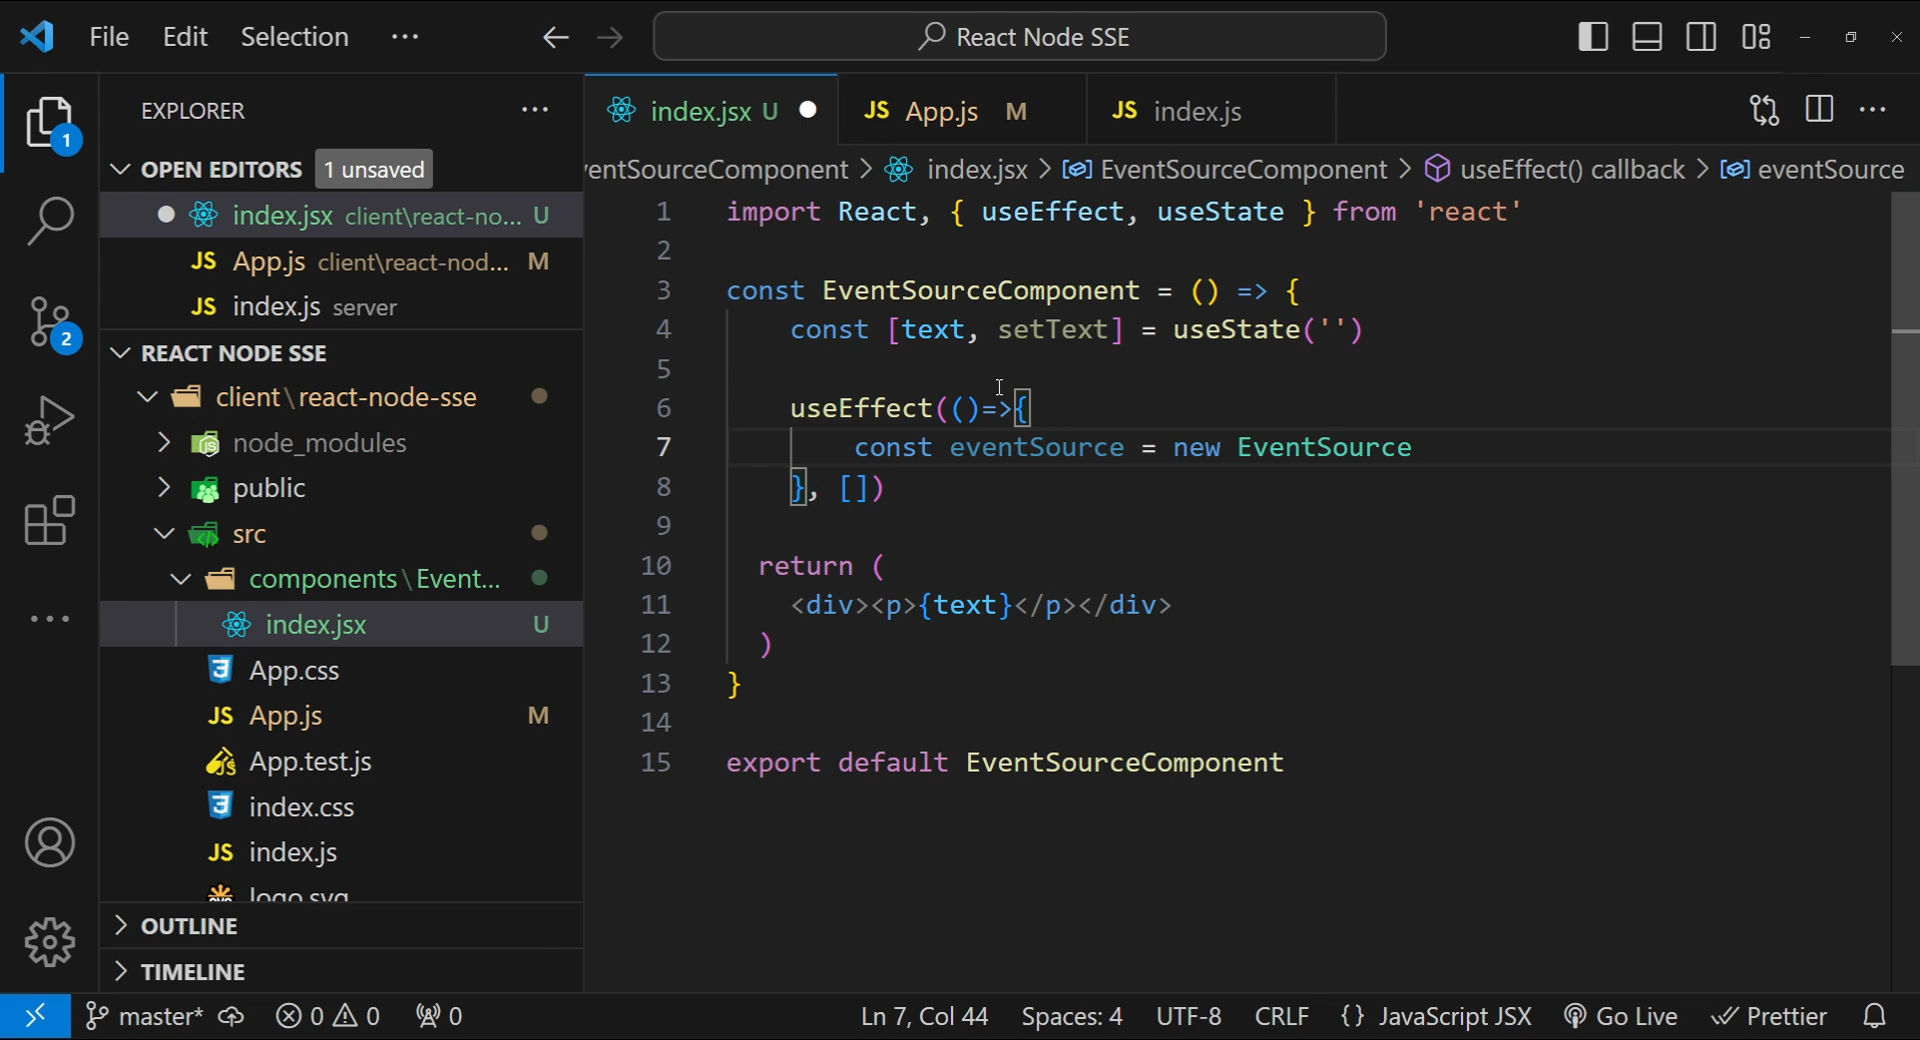 File Edit Selection ··· React Node SSE
EXPLORER ···
index.jsx U JS App.js M JS index.js ···
OPEN EDITORS 1 unsaved
entSourceComponent > index.jsx > EventSourceComponent > useEffect() callback > eventSource
index.jsx client\react-no... U
JS App.js client\react-nod... M
JS index.js server
REACT NODE SSE
client\react-node-sse
node_modules
public
src
components\Event...
index.jsx U
App.css
JS App.js M
App.test.js
index.css
JS index.js
logo.svg
OUTLINE
TIMELINE
1
2
1 import React, { useEffect, useState } from 'react'
2
3 const EventSourceComponent = () => {
4 const [text, setText] = useState('')
5
6 useEffect(()=>{
7 const eventSource = new EventSource
8 }, [])
9
10 return (
11 <div><p>{text}</p></div>
12 )
13 }
14
15 export default EventSourceComponent
master* 0 0 0 Ln 7, Col 44 Spaces: 4 UTF-8 CRLF {} JavaScript JSX Go Live Prettier